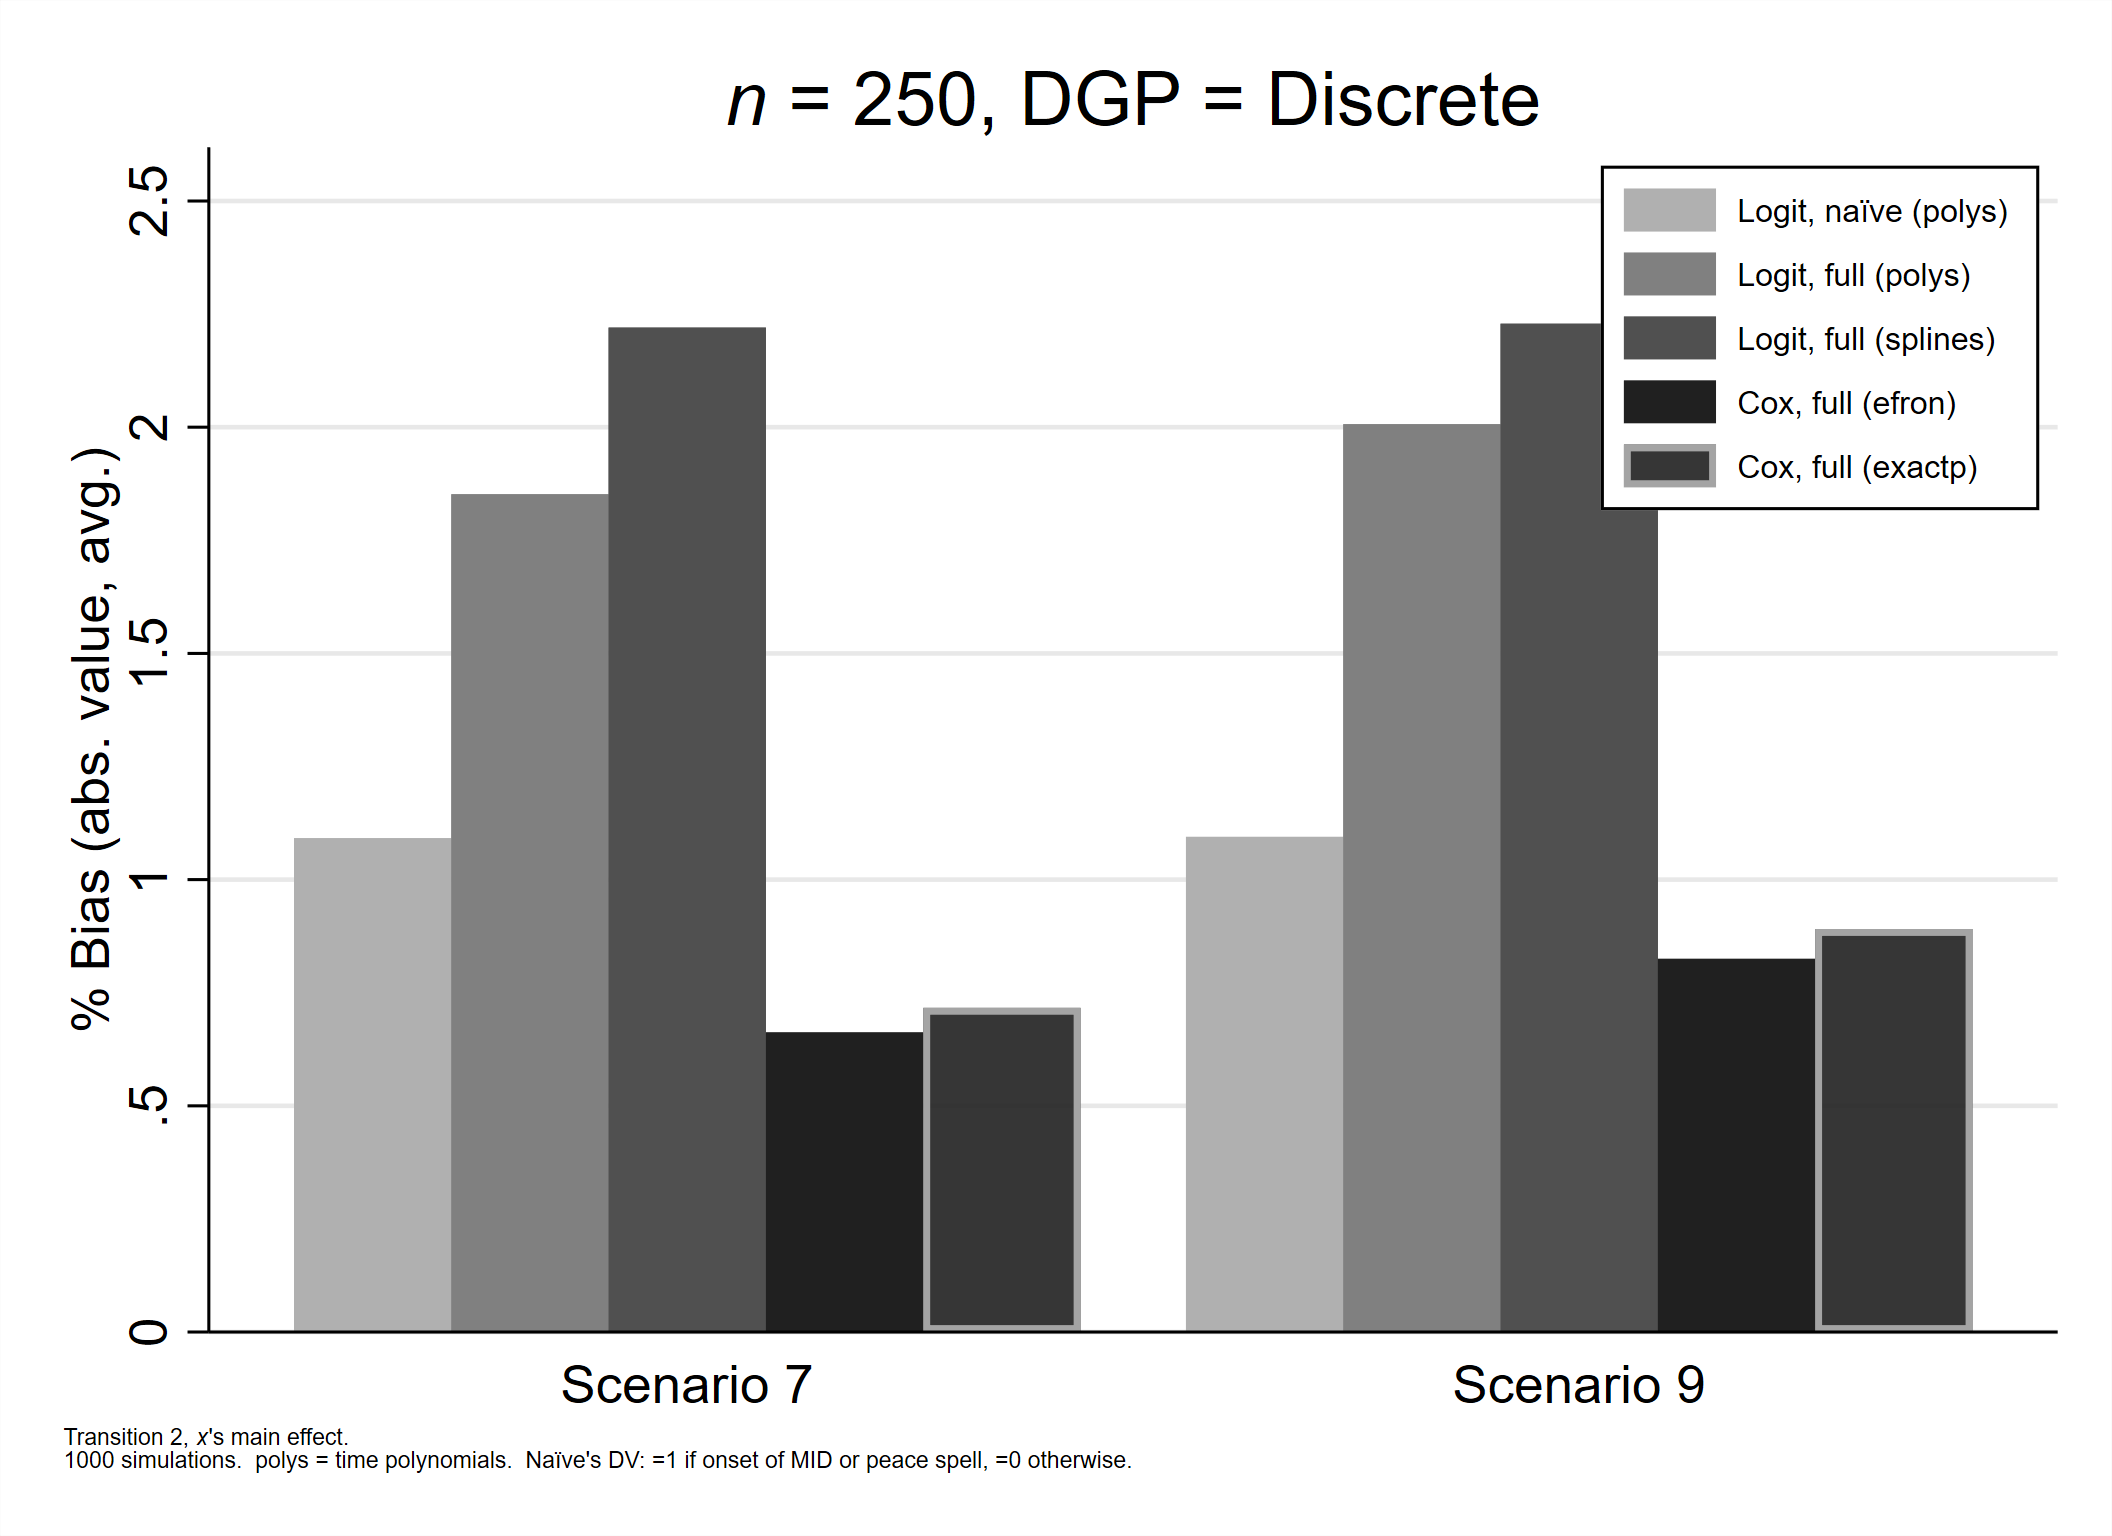 n = 250, DGP = Discrete
% Bias (abs. value, avg.)
2.5
2
1.5
1
.5
0
Logit, naïve (polys)
Logit, full (polys)
Logit, full (splines)
Cox, full (efron)
Cox, full (exactp)
Scenario 7
Scenario 9
Transition 2, x's main effect.
1000 simulations.  polys = time polynomials.  Naïve's DV: =1 if onset of MID or peace spell, =0 otherwise.